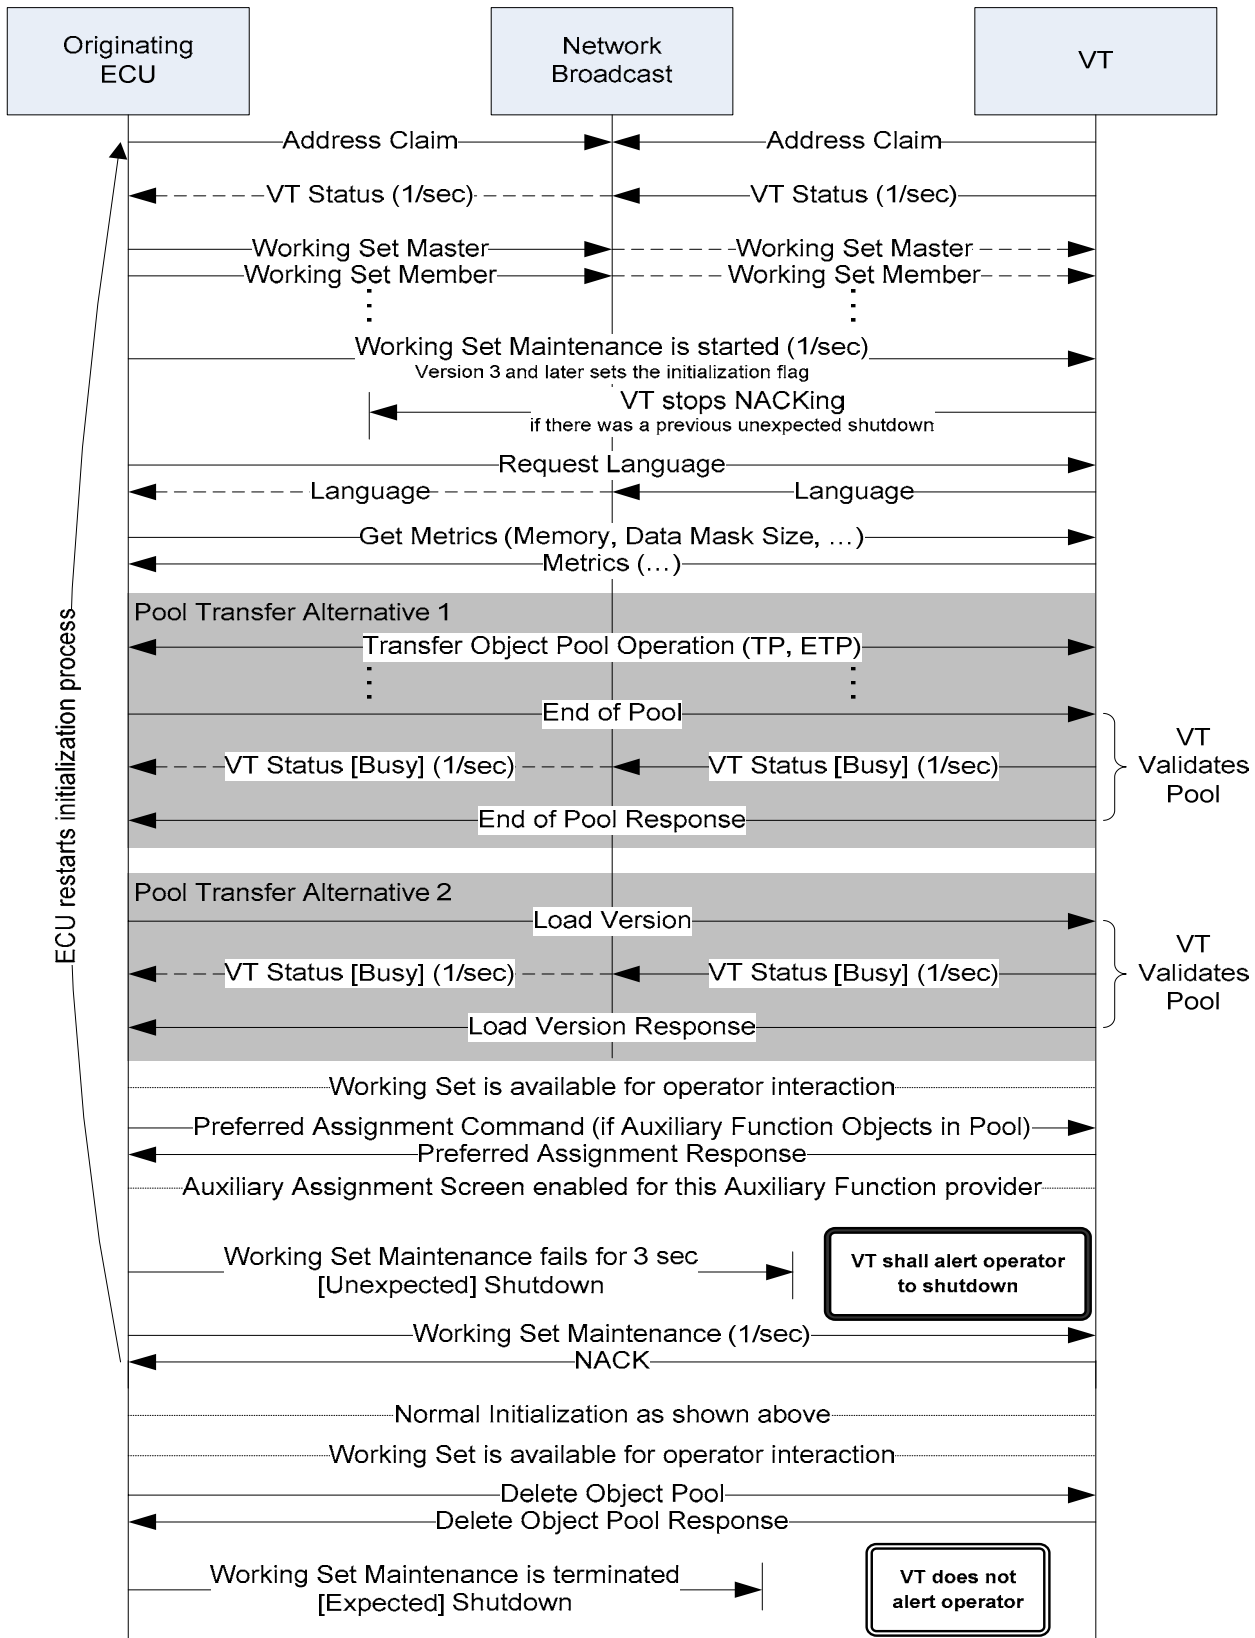 Originating
ECU
Network
Broadcast
VT
Address Claim
Address Claim
VT Status (1/sec)
VT Status (1/sec)
Working Set Master
Working Set Master
Working Set Member
Working Set Member
Working Set Maintenance is started (1/sec)
Version 3 and later sets the initialization flag
VT stops NACKing
if there was a previous unexpected shutdown
Request Language
Language
Language
Get Metrics (Memory, Data Mask Size, …)
Metrics (…)
ECU restarts initialization process
Pool Transfer Alternative 1
Transfer Object Pool Operation (TP, ETP)
End of Pool
VT Status [Busy] (1/sec)
VT Status [Busy] (1/sec)
End of Pool Response
VT
Validates
Pool
Pool Transfer Alternative 2
Load Version
VT Status [Busy] (1/sec)
VT Status [Busy] (1/sec)
Load Version Response
VT
Validates
Pool
Working Set is available for operator interaction
Preferred Assignment Command (if Auxiliary Function Objects in Pool)
Preferred Assignment Response
Auxiliary Assignment Screen enabled for this Auxiliary Function provider
Working Set Maintenance fails for 3 sec
[Unexpected] Shutdown
VT shall alert operator
to shutdown
Working Set Maintenance (1/sec)
NACK
Normal Initialization as shown above
Working Set is available for operator interaction
Delete Object Pool
Delete Object Pool Response
Working Set Maintenance is terminated
[Expected] Shutdown
VT does not
alert operator